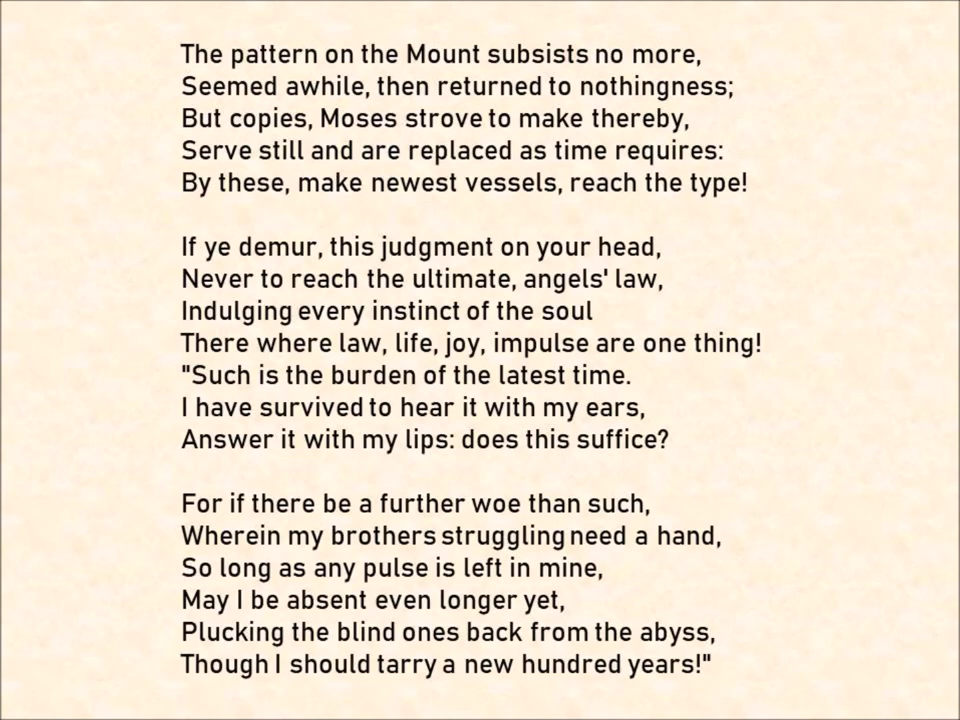 The pattern on the Mount subsists no more,
Seemed awhile, then returned to nothingness;
But copies, Moses strove to make thereby,
Serve still and are replaced as time requires:
By these, make newest vessels, reach the type!
If ye demur, this judgment on your head,
Never to reach the ultimate, angels' law,
Indulging every instinct of the soul
There where law, life, joy, impulse are one thing!
"Such is the burden of the latest time.
I have survived to hear it with my ears,
Answer it with my lips: does this suffice?
For if there be a further woe than such,
Wherein my brothers struggling need a hand,
So long as any pulse is left in mine,
May I be absent even longer yet,
Plucking the blind ones back from the abyss,
Though I should tarry a new hundred years!"